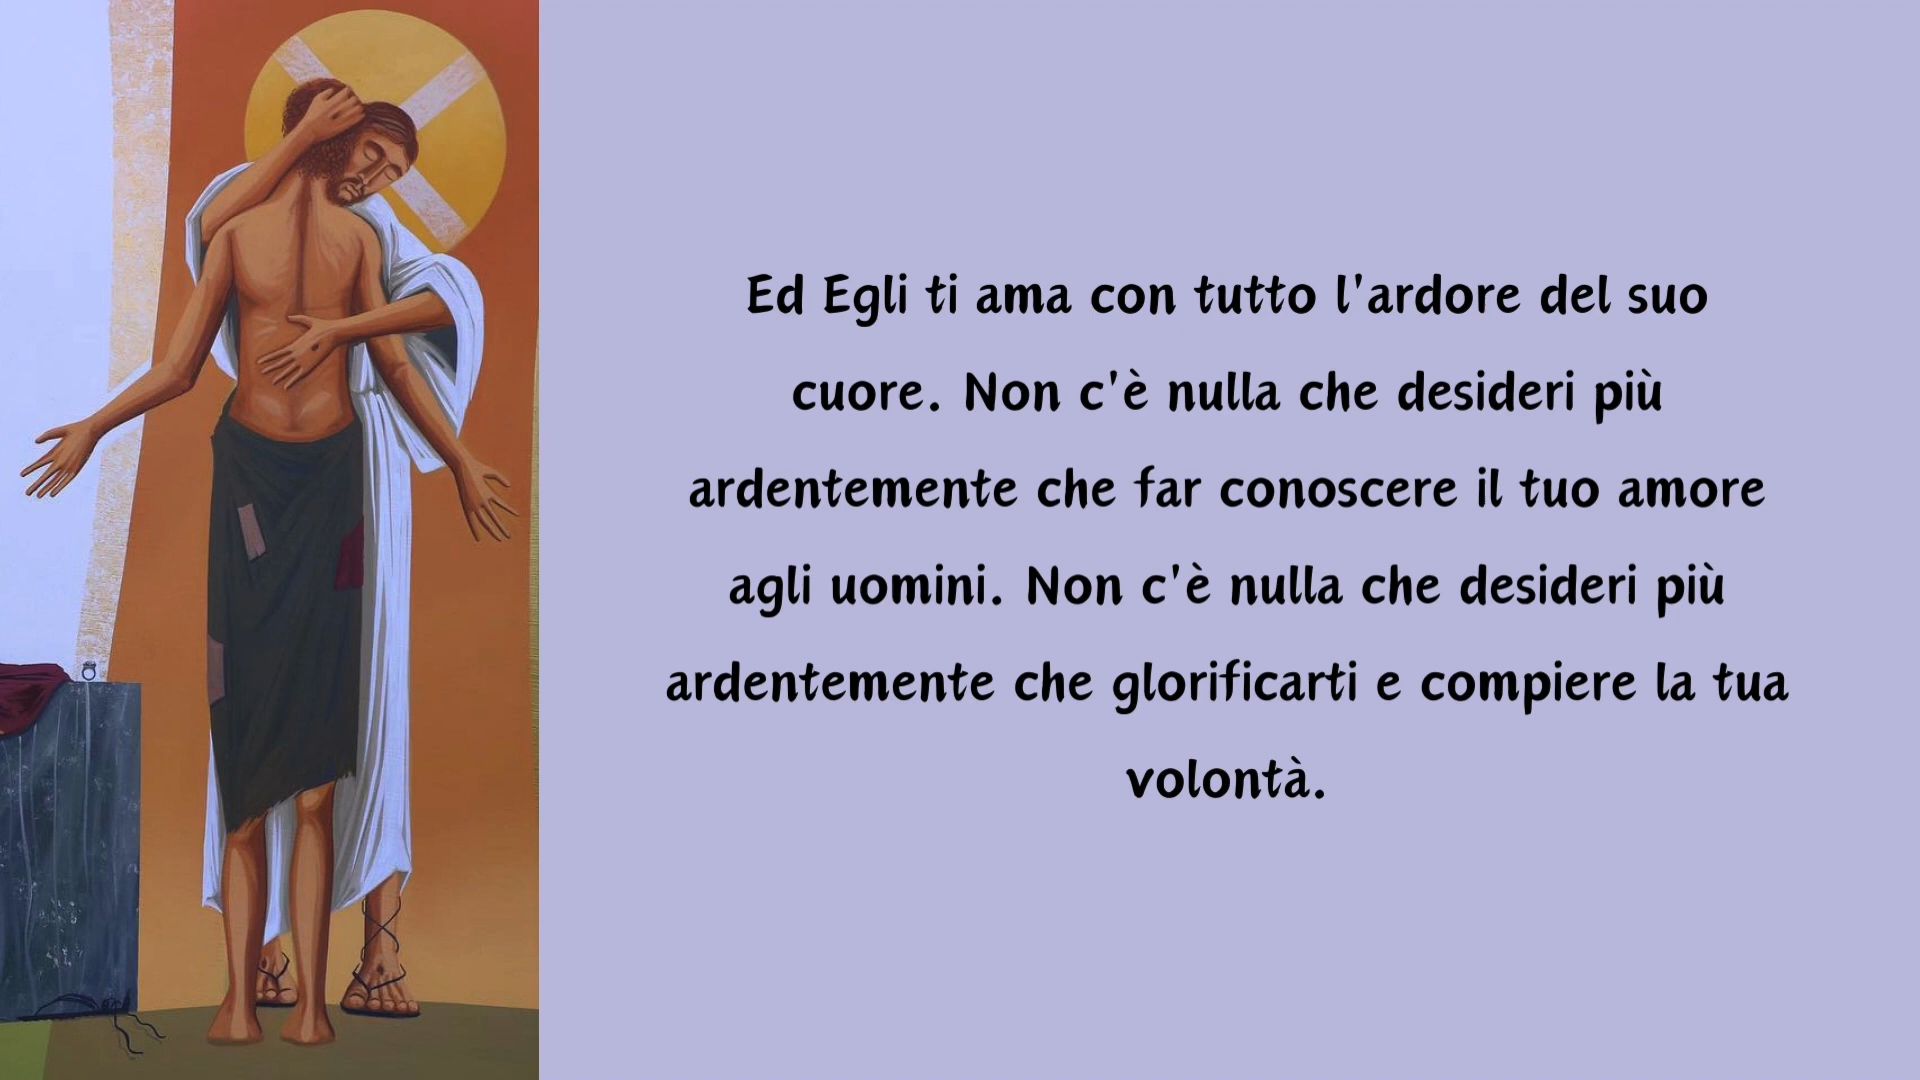 Ed Egli ti ama con tutto l'ardore del suo
cuore. Non c'è nulla che desideri più
ardentemente che far conoscere il tuo amore
agli uomini. Non c'è nulla che desideri più
ardentemente che glorificarti e compiere la tua
volontà.